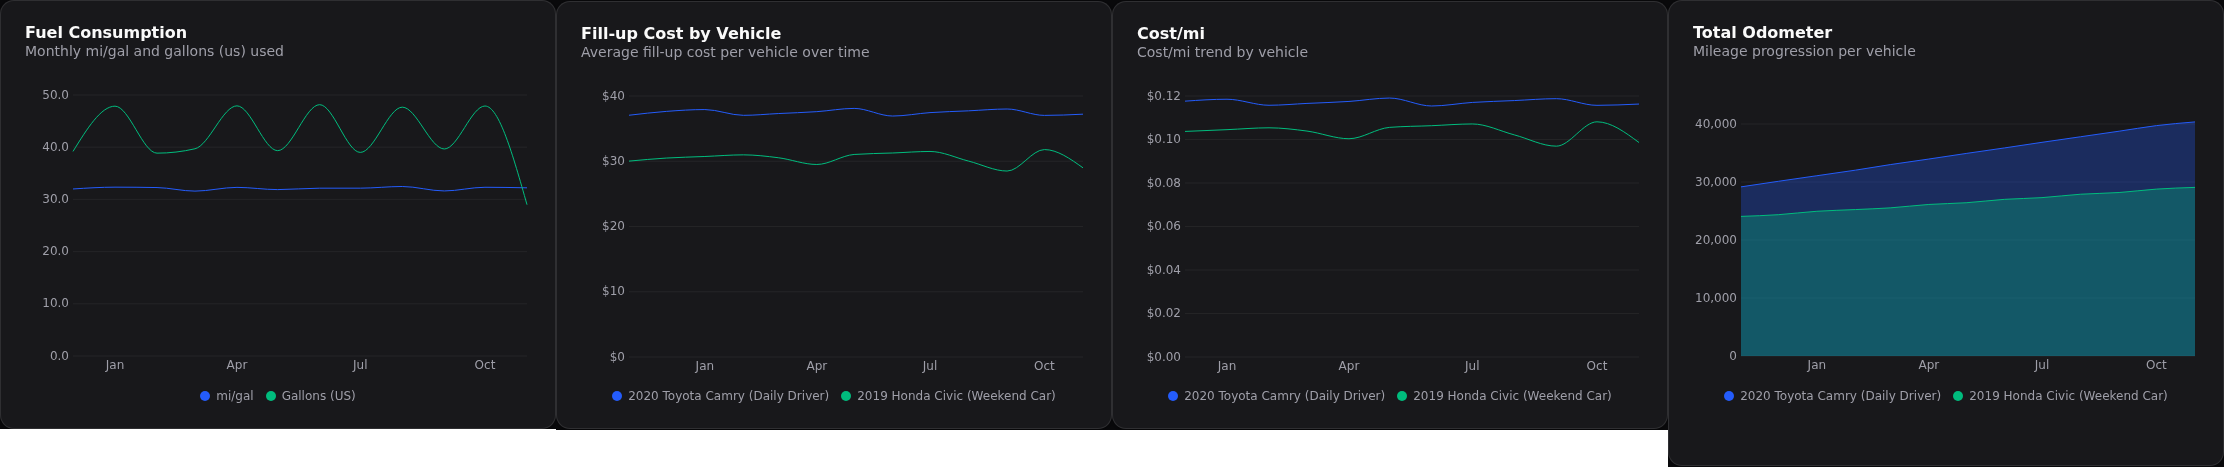 Fuel Consumption
Monthly mi/gal and gallons (us) used
50.0
40.0
30.0
20.0
10.0
0.0
Jan Apr Jul Oct
mi/gal Gallons (US)
Fill-up Cost by Vehicle
Average fill-up cost per vehicle over time
$40
$30
$20
$10
$0
Jan Apr Jul Oct
2020 Toyota Camry (Daily Driver) 2019 Honda Civic (Weekend Car)
Cost/mi
Cost/mi trend by vehicle
$0.12
$0.10
$0.08
$0.06
$0.04
$0.02
$0.00
Jan Apr Jul Oct
2020 Toyota Camry (Daily Driver) 2019 Honda Civic (Weekend Car)
Total Odometer
Mileage progression per vehicle
40,000
30,000
20,000
10,000
0
Jan Apr Jul Oct
2020 Toyota Camry (Daily Driver) 2019 Honda Civic (Weekend Car)